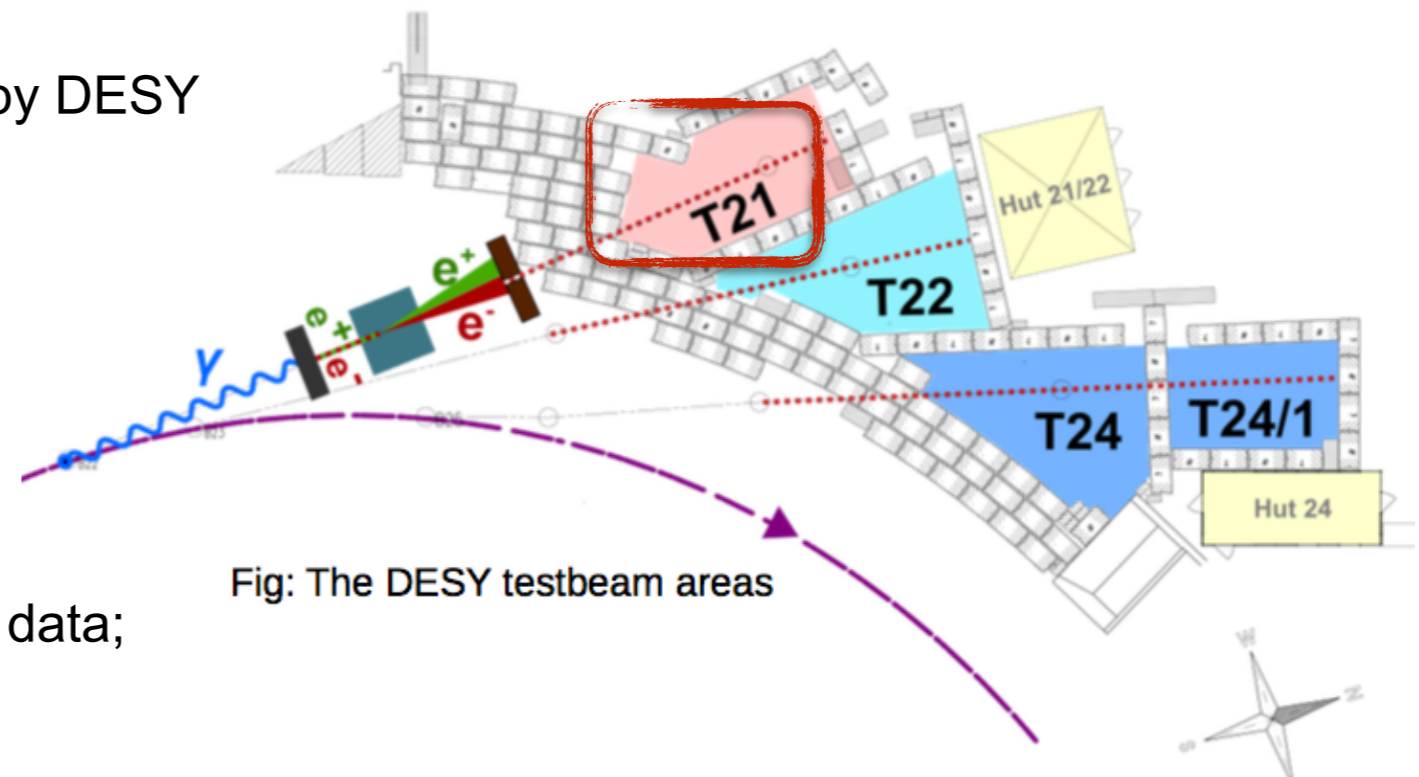 by DESY
T21
Hut 21/22
e+
T22
e-
e+
e-
γ
T24
T24/1
Hut 24
Fig: The DESY testbeam areas
data;
W
N
S